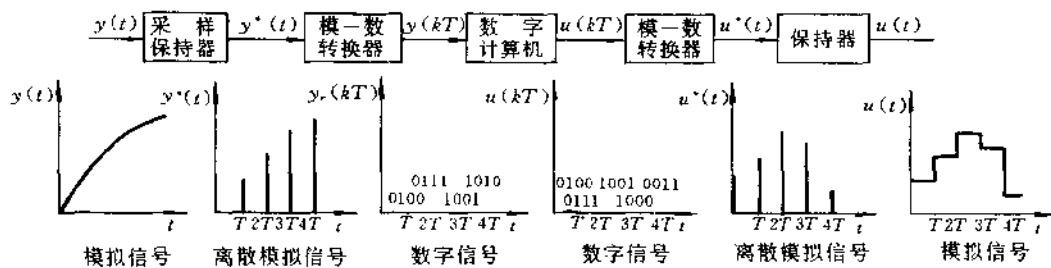 y(t) 采样保持器 y*(t) 模一数转换器 y(kT) 数字计算机 u(kT) 模一数转换器 u*(t) 保持器 u(t)
y(t) y*(t) y_r(kT) u(kT) u*(t) u(t)
0111 1010 0100 1001 0011
0100 1001 0111 1000
t T 2T 3T 4T t T 2T 3T 4T t T 2T 3T 4T t T 2T 3T 4T t T 2T 3T 4T t
模拟信号 离散模拟信号 数字信号 数字信号 离散模拟信号 模拟信号